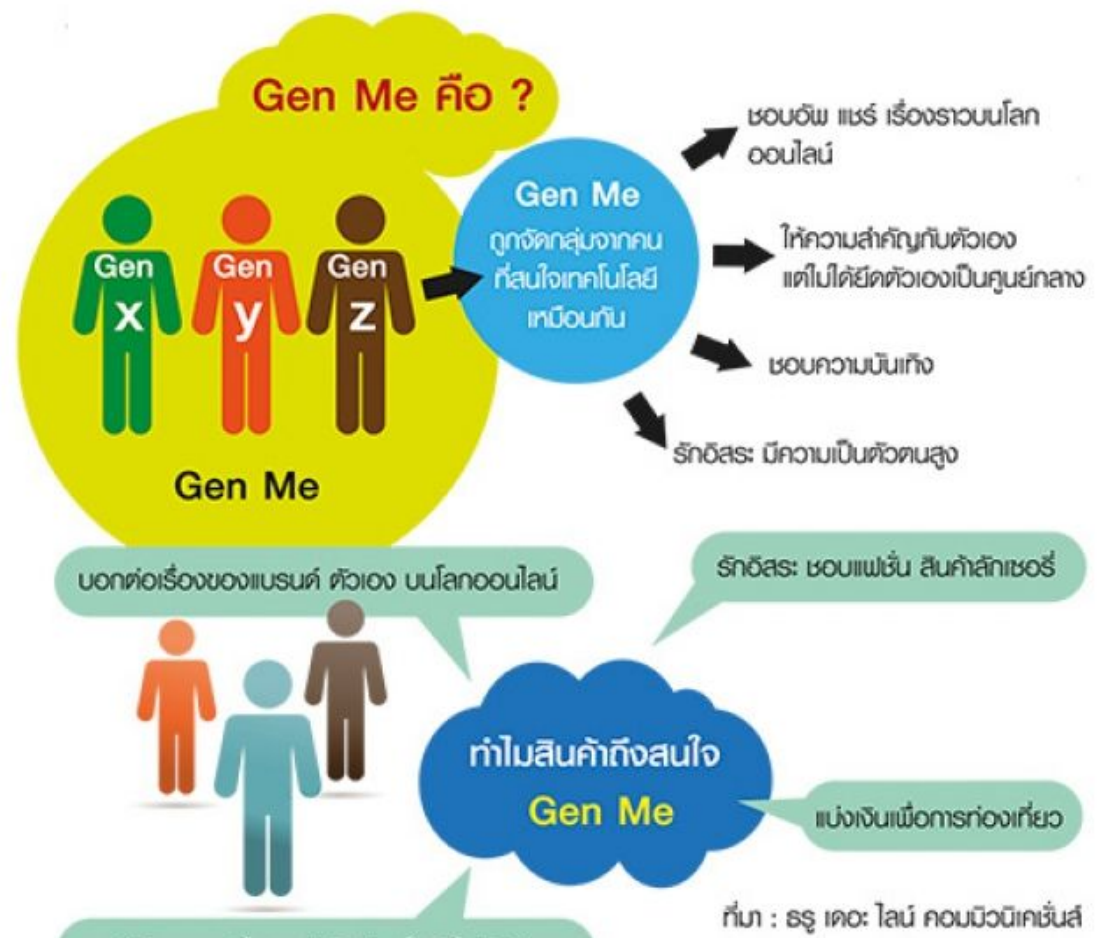 Gen Me คือ ?
Gen
x
Gen
y
Gen
z
Gen Me
Gen Me
ถูกจัดกลุ่มจากคน
ที่สนใจเทคโนโลยี
เหมือนกัน
ชอบอัพ แชร์ เรื่องราวบนโลก
ออนไลน์
ให้ความสำคัญกับตัวเอง
แต่ไม่ได้ยึดตัวเองเป็นศูนย์กลาง
ชอบความบันเทิง
รักอิสระ มีความเป็นตัวตนสูง
บอกต่อเรื่องของแบรนด์ ตัวเอง บนโลกออนไลน์
รักอิสระ ชอบแฟชั่น สินค้าลักเซอรี่
ทำไมสินค้าถึงสนใจ
Gen Me
แบ่งเงินเพื่อการท่องเที่ยว
ที่มา : ธรู เดอะ ไลน์ คอมมิวนิเคชั่นส์